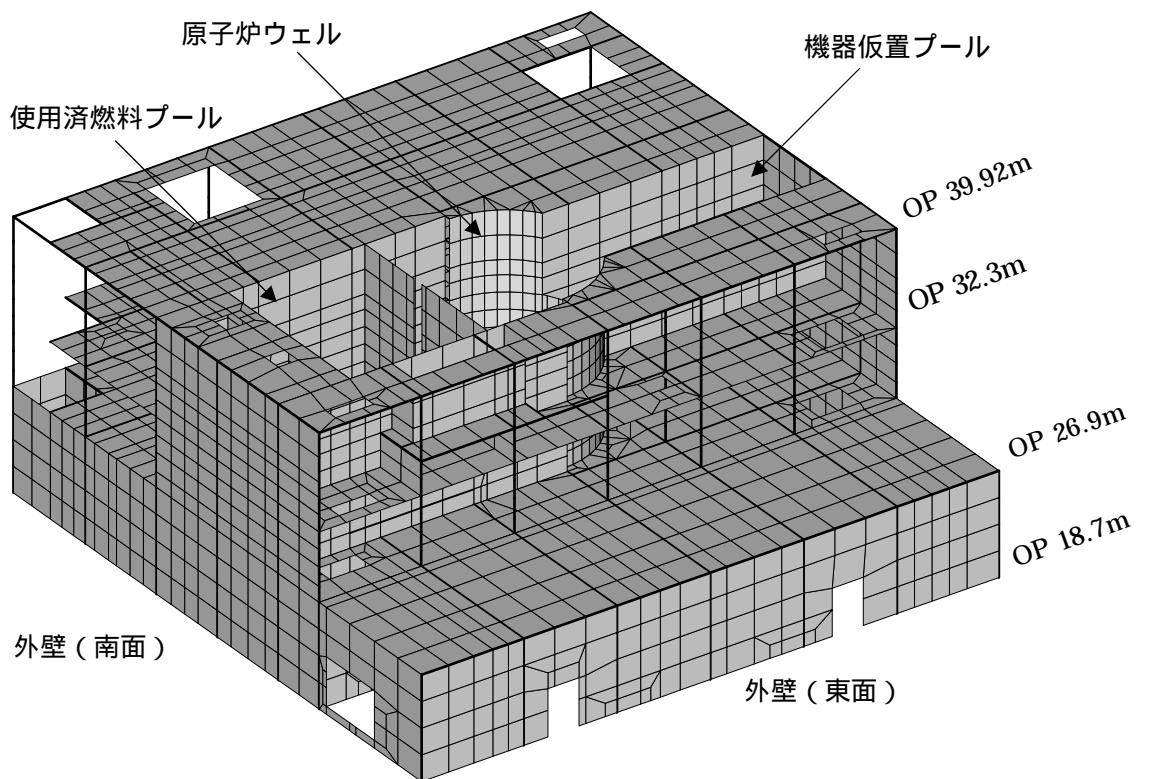 原子炉ウェル
機器仮置プール
使用済燃料プール
OP 39.92m
OP 32.3m
OP 26.9m
OP 18.7m
外壁（南面）
外壁（東面）